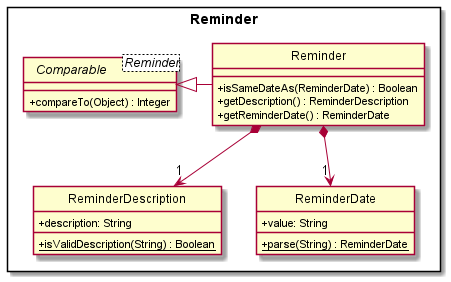 Reminder
Comparable
Reminder
+compareTo(Object) : Integer
Reminder
+isSameDateAs(ReminderDate) : Boolean
+getDescription() : ReminderDescription
+getReminderDate() : ReminderDate
1
1
ReminderDescription
+description: String
+isValidDescription(String) : Boolean
ReminderDate
+value: String
+parse(String) : ReminderDate